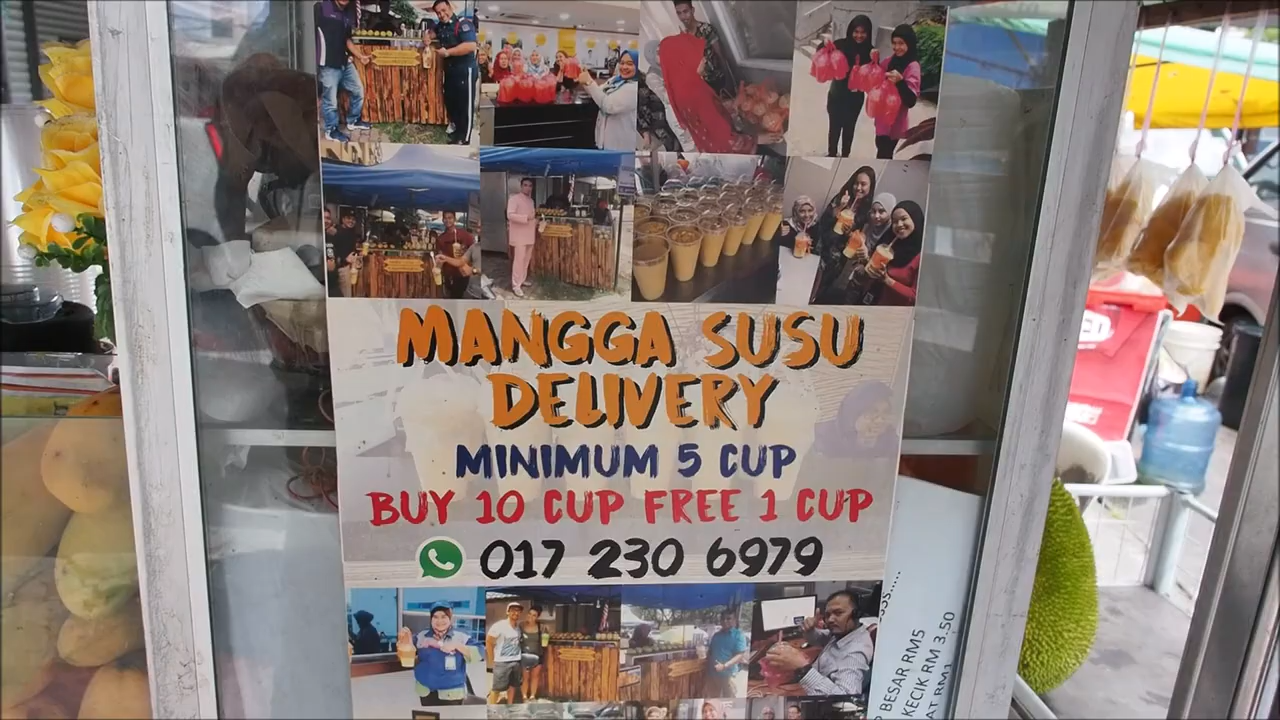 MANGGA SUSU
DELIVERY
MINIMUM 5 CUP
BUY 10 CUP FREE 1 CUP
017 230 6979
BESAR RM5
KECIK RM 3.50